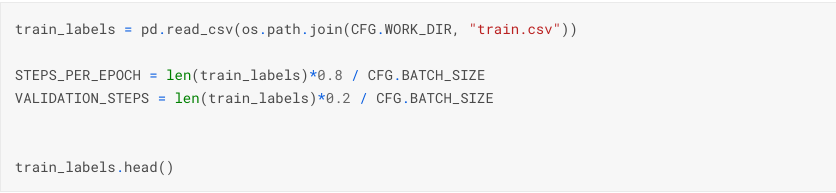 train_labels = pd.read_csv(os.path.join(CFG.WORK_DIR, "train.csv"))
STEPS_PER_EPOCH = len(train_labels)*0.8 / CFG.BATCH_SIZE
VALIDATION_STEPS = len(train_labels)*0.2 / CFG.BATCH_SIZE
train_labels.head()